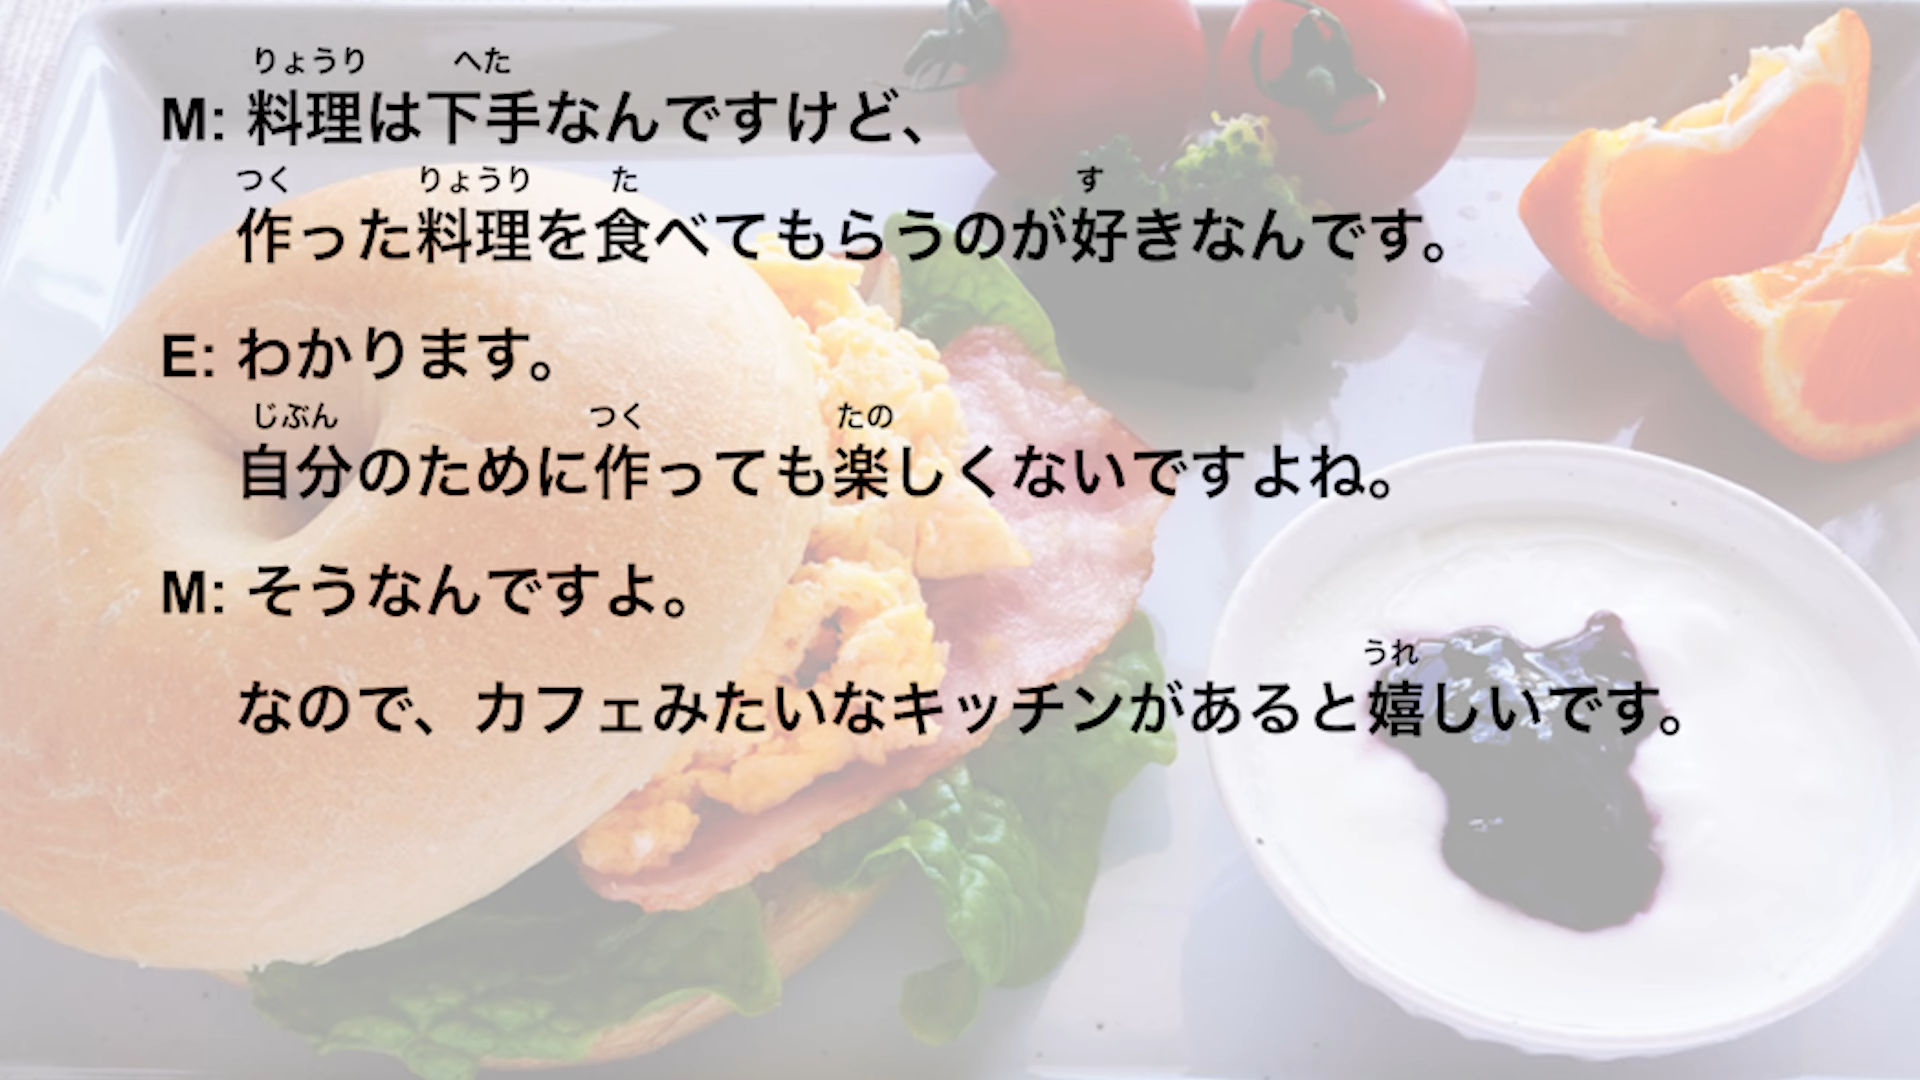 りょうり へた
M: 料理は下手なんですけど、
つく りょうり た す
作った料理を食べてもらうのが好きなんです。
E: わかります。
じぶん つく たの
自分のために作っても楽しくないですよね。
M: そうなんですよ。
うれ
なので、カフェみたいなキッチンがあると嬉しいです。